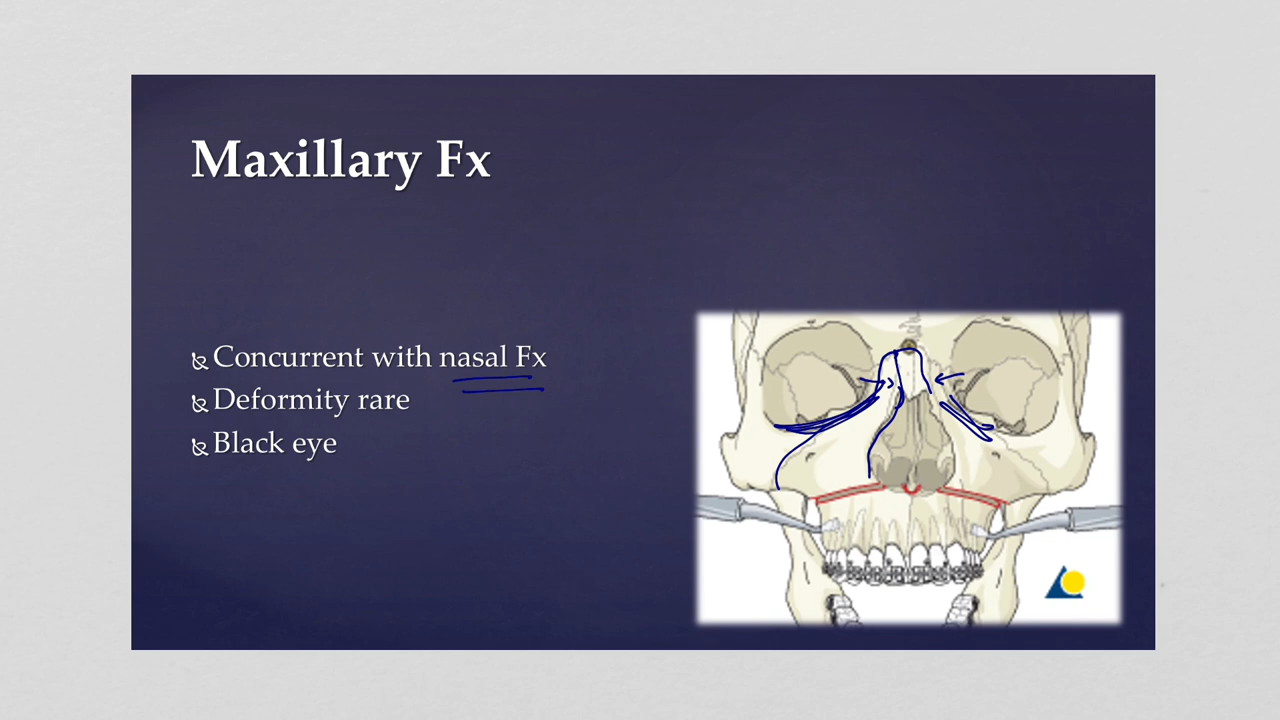 Maxillary Fx
Concurrent with nasal Fx
Deformity rare
Black eye